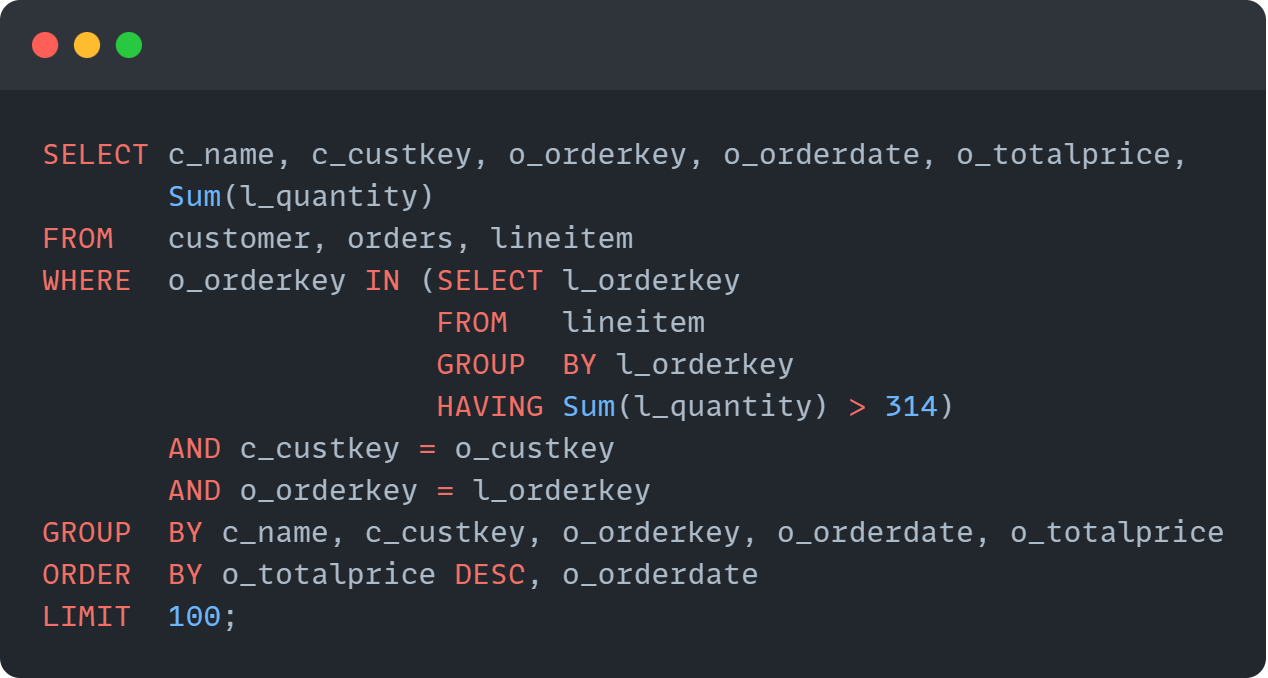 SELECT c_name, c_custkey, o_orderkey, o_orderdate, o_totalprice,
       Sum(l_quantity)
FROM   customer, orders, lineitem
WHERE  o_orderkey IN (SELECT l_orderkey
                      FROM   lineitem
                      GROUP  BY l_orderkey
                      HAVING Sum(l_quantity) > 314)
       AND c_custkey = o_custkey
       AND o_orderkey = l_orderkey
GROUP  BY c_name, c_custkey, o_orderkey, o_orderdate, o_totalprice
ORDER  BY o_totalprice DESC, o_orderdate
LIMIT  100;